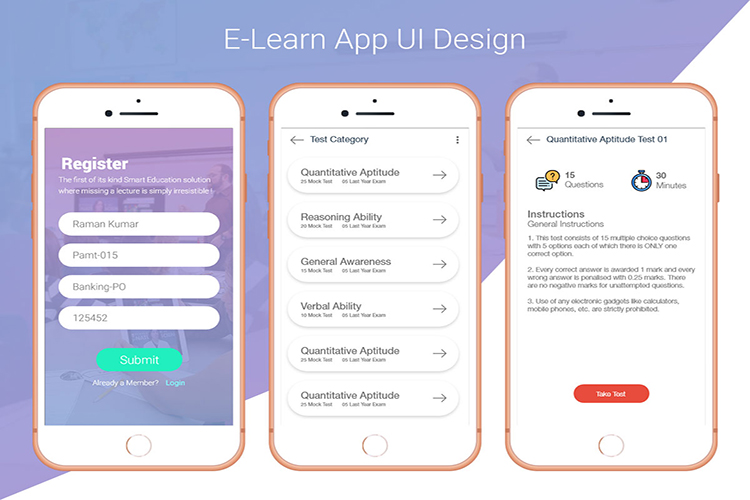 E-Learn App UI Design
Register
The first of its kind Smart Education solution
where missing a lecture is simply irresistible !
Raman Kumar
Pamt-015
Banking-PO
125452
Submit
Already a Member? Login
Test Category
Quantitative Aptitude
25 Mock Test 05 Last Year Exam
Reasoning Ability
20 Mock Test 05 Last Year Exam
General Awareness
15 Mock Test 05 Last Year Exam
Verbal Ability
10 Mock Test 05 Last Year Exam
Quantitative Aptitude
25 Mock Test 05 Last Year Exam
Quantitative Aptitude
25 Mock Test 05 Last Year Exam
Quantitative Aptitude Test 01
15
Questions
30
Minutes
Instructions
General Instructions
1. This test consists of 15 multiple choice questions
with 5 options each of which there is ONLY one
correct option.
2. Every correct answer is awarded 1 mark and every
wrong answer is penalised with 0.25 marks. There
are no negative marks for unattempted questions.
3. Use of any electronic gadgets like calculators,
mobile phones, etc. are strictly prohibited.
Take Test